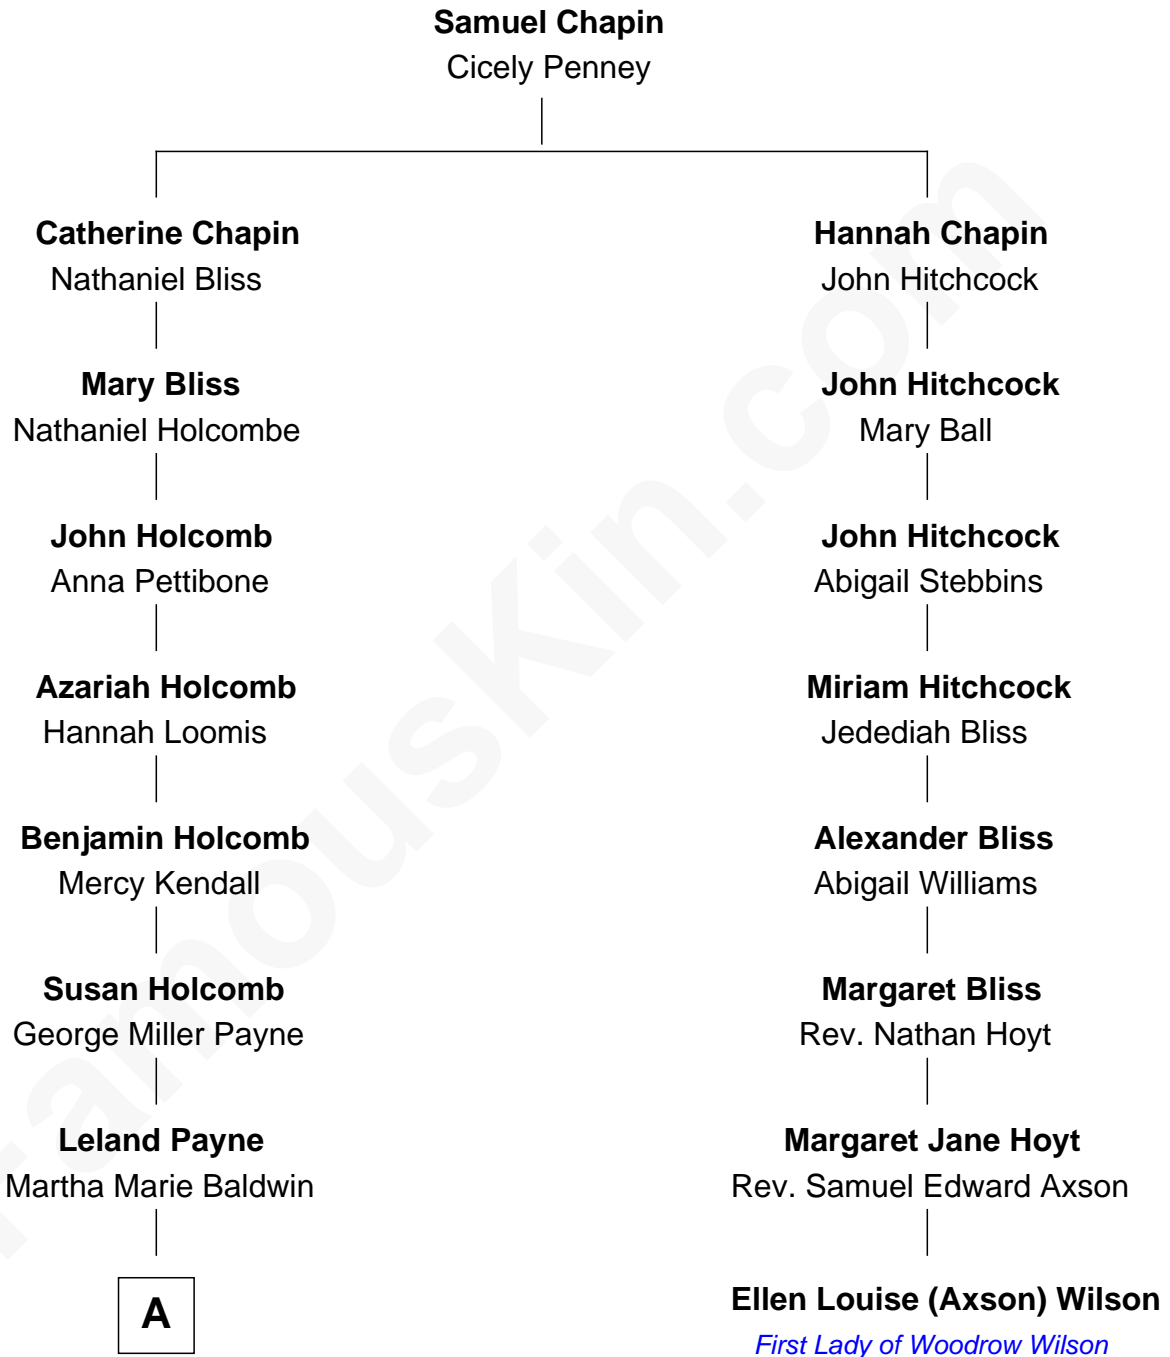 Samuel Chapin
Cicely Penney
Catherine Chapin
Nathaniel Bliss
Hannah Chapin
John Hitchcock
Mary Bliss
Nathaniel Holcombe
John Hitchcock
Mary Ball
John Holcomb
Anna Pettibone
John Hitchcock
Abigail Stebbins
Azariah Holcomb
Hannah Loomis
Miriam Hitchcock
Jedediah Bliss
Benjamin Holcomb
Mercy Kendall
Alexander Bliss
Abigail Williams
Susan Holcomb
George Miller Payne
Margaret Bliss
Rev. Nathan Hoyt
Leland Payne
Martha Marie Baldwin
Margaret Jane Hoyt
Rev. Samuel Edward Axson
A
Ellen Louise (Axson) Wilson
First Lady of Woodrow Wilson
FamousKin.com